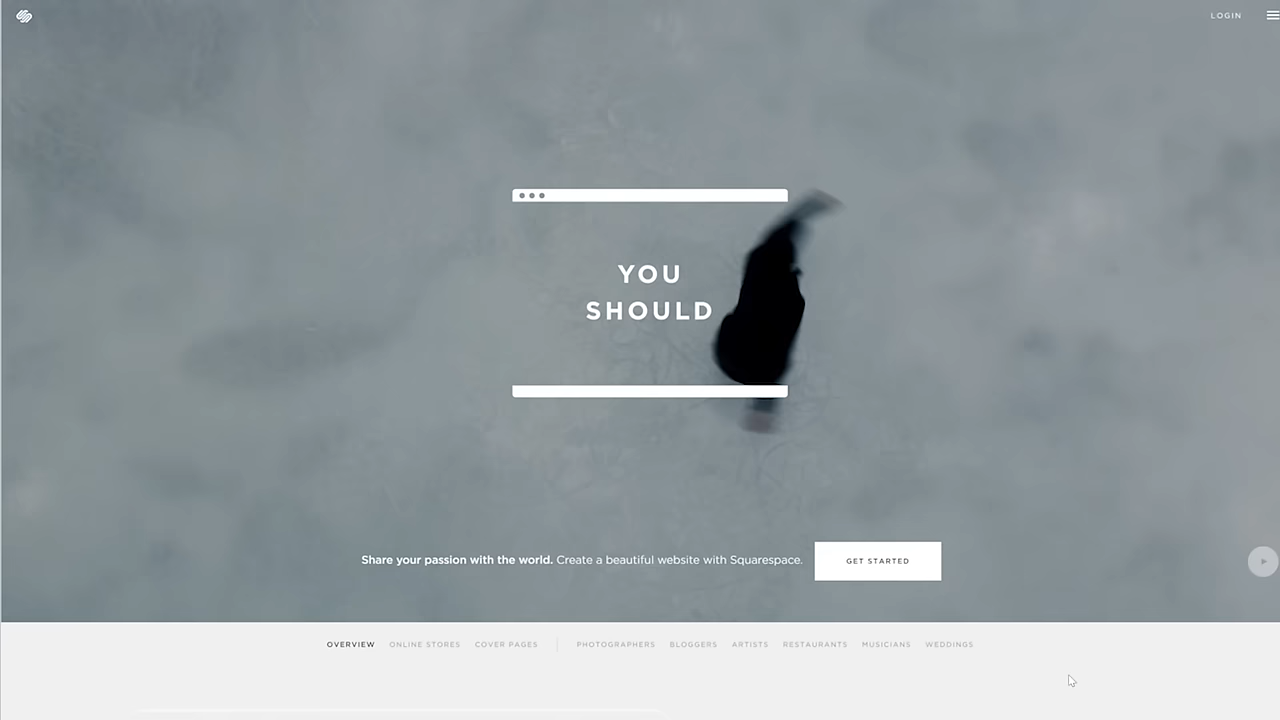 LOGIN
YOU
SHOULD
Share your passion with the world. Create a beautiful website with Squarespace.
GET STARTED
OVERVIEW ONLINE STORES COVER PAGES PHOTOGRAPHERS BLOGGERS ARTISTS RESTAURANTS MUSICIANS WEDDINGS